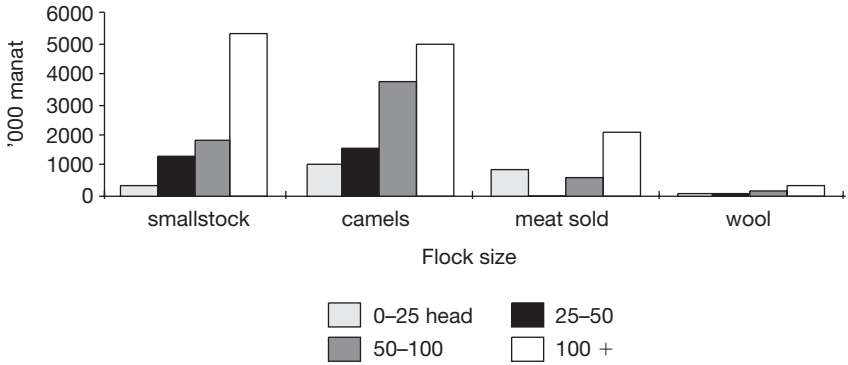 '000 manat
6000
5000
4000
3000
2000
1000
0
smallstock camels meat sold wool
Flock size
0–25 head 25–50
50–100 100 +